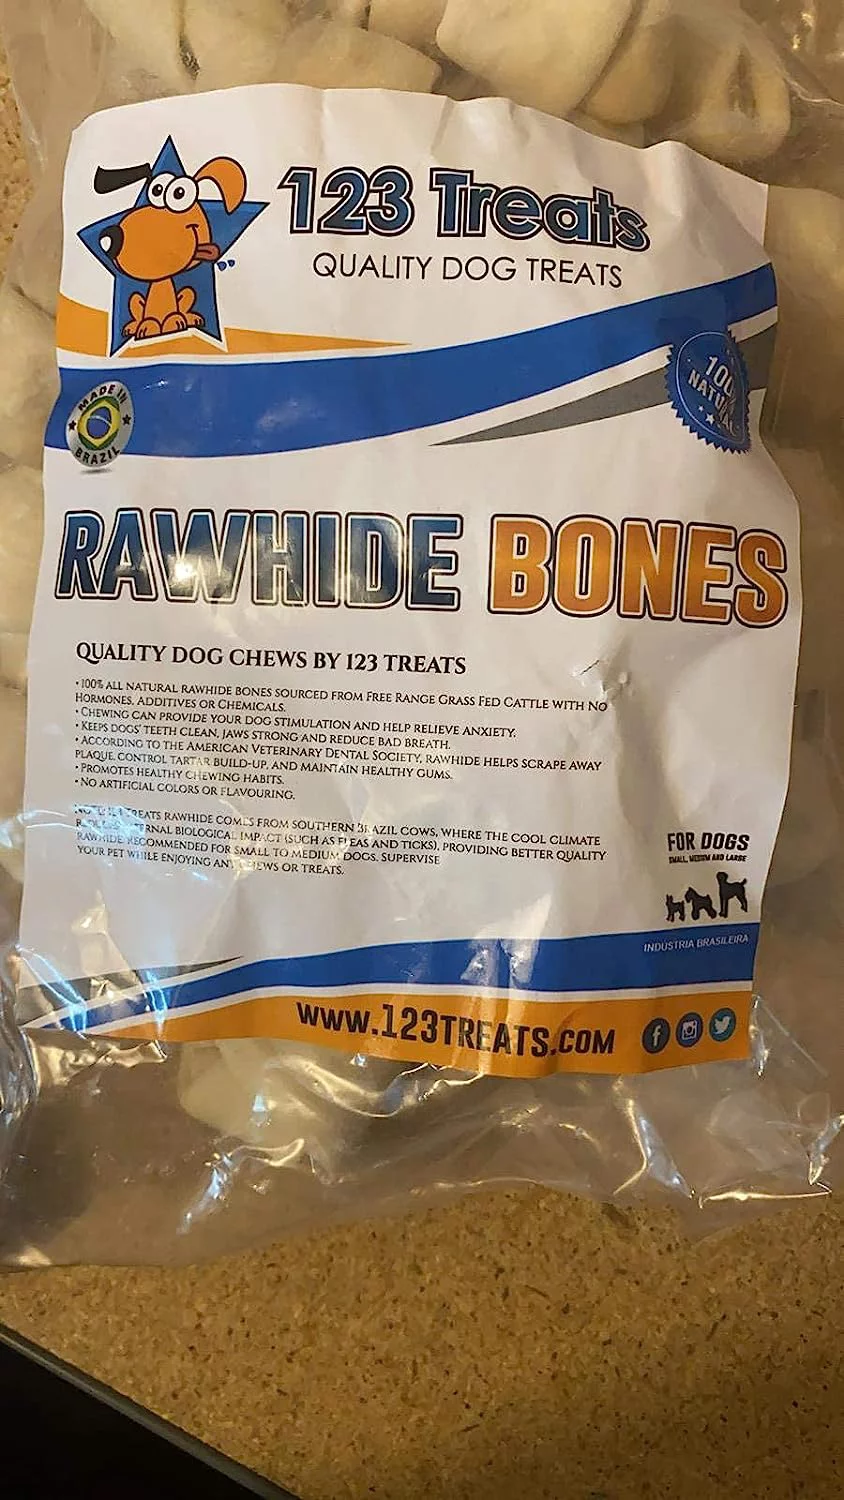 123 Treats
QUALITY DOG TREATS
100%
NATURAL
MADE IN
BRAZIL
RAWHIDE BONES
QUALITY DOG CHEWS BY 123 TREATS
• 100% ALL NATURAL RAWHIDE BONES SOURCED FROM FREE RANGE GRASS FED CATTLE WITH NO
HORMONES, ADDITIVES OR CHEMICALS.
• CHEWING CAN PROVIDE YOUR DOG STIMULATION AND HELP RELIEVE ANXIETY.
• KEEPS DOGS' TEETH CLEAN, JAWS STRONG AND REDUCE BAD BREATH.
• ACCORDING TO THE AMERICAN VETERINARY DENTAL SOCIETY, RAWHIDE HELPS SCRAPE AWAY
PLAQUE, CONTROL TARTAR BUILD-UP, AND MAINTAIN HEALTHY GUMS.
• PROMOTES HEALTHY CHEWING HABITS.
• NO ARTIFICIAL COLORS OR FLAVOURING.
TREATS RAWHIDE COMES FROM SOUTHERN BRAZIL COWS, WHERE THE COOL CLIMATE
BIOLOGICAL IMPACT (SUCH AS FLEAS AND TICKS), PROVIDING BETTER QUALITY
RAWHIDE. RECOMMENDED FOR SMALL TO MEDIUM DOGS. SUPERVISE
YOUR PET WHILE ENJOYING ANY CHEWS OR TREATS.
FOR DOGS
SMALL, MEDIUM AND LARGE
INDÚSTRIA BRASILEIRA
WWW.123TREATS.COM